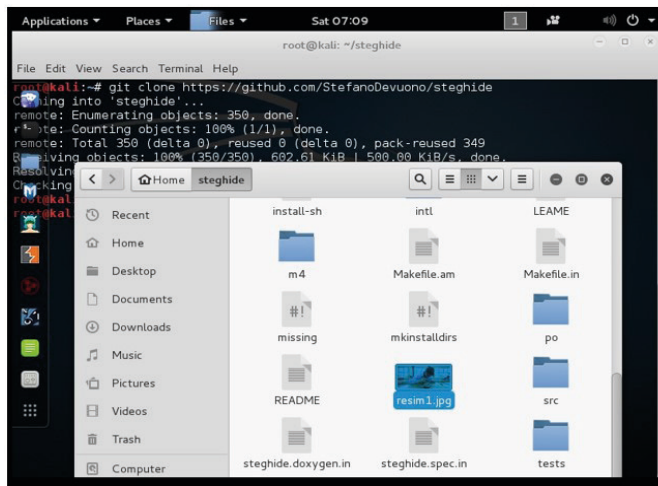 Applications Places Files Sat 07:09 1
root@kali: ~/steghide
File Edit View Search Terminal Help
root@kali:~# git clone https://github.com/StefanoDevuono/steghide
ing into 'steghide'...
remote: Enumerating objects: 350, done.
remote: Counting objects: 100% (1/1), done.
remote: Total 350 (delta 0), reused 0 (delta 0), pack-reused 349
Receiving objects: 100% (350/350), 602.61 KiB | 500.00 KiB/s, done.
Resolvin
Checking
Home steghide
Recent
Home
Desktop
Documents
Downloads
Music
Pictures
Videos
Trash
Computer
install-sh intl LEAME
m4 Makefile.am Makefile.in
missing mkinstalldirs po
README resim1.jpg src
steghide.doxygen.in steghide.spec.in tests